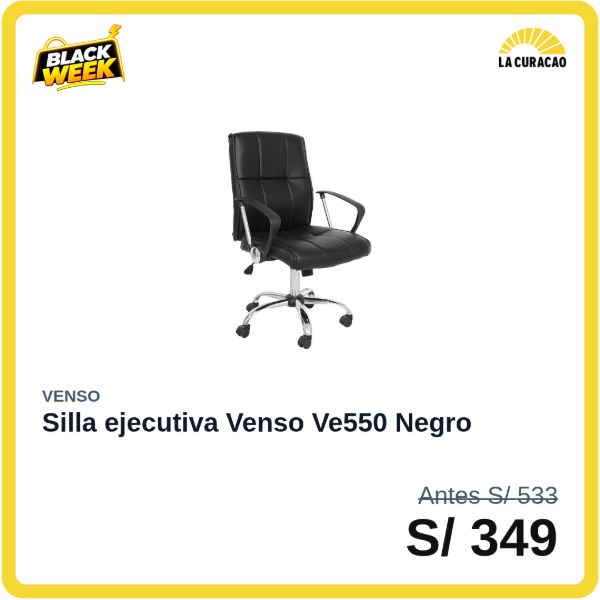 BLACK
WEEK
LA CURACAO
VENSO
Silla ejecutiva Venso Ve550 Negro
Antes S/ 533
S/ 349